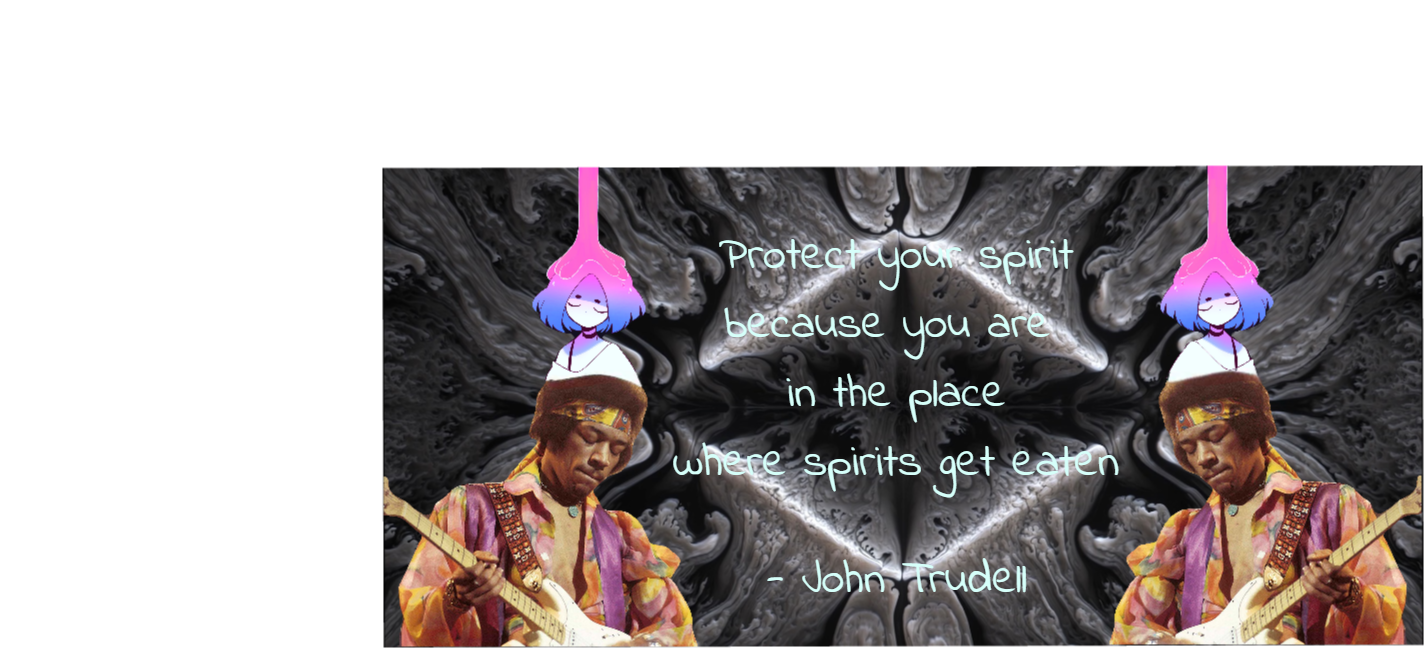 Protect your spirit
because you are
in the place
where spirits get eaten
- John Trudell